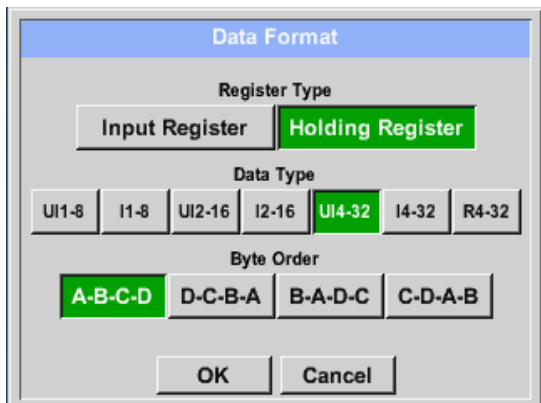 Data Format
Register Type
Input Register Holding Register
Data Type
UI1-8 I1-8 UI2-16 I2-16 UI4-32 I4-32 R4-32
Byte Order
A-B-C-D D-C-B-A B-A-D-C C-D-A-B
OK Cancel